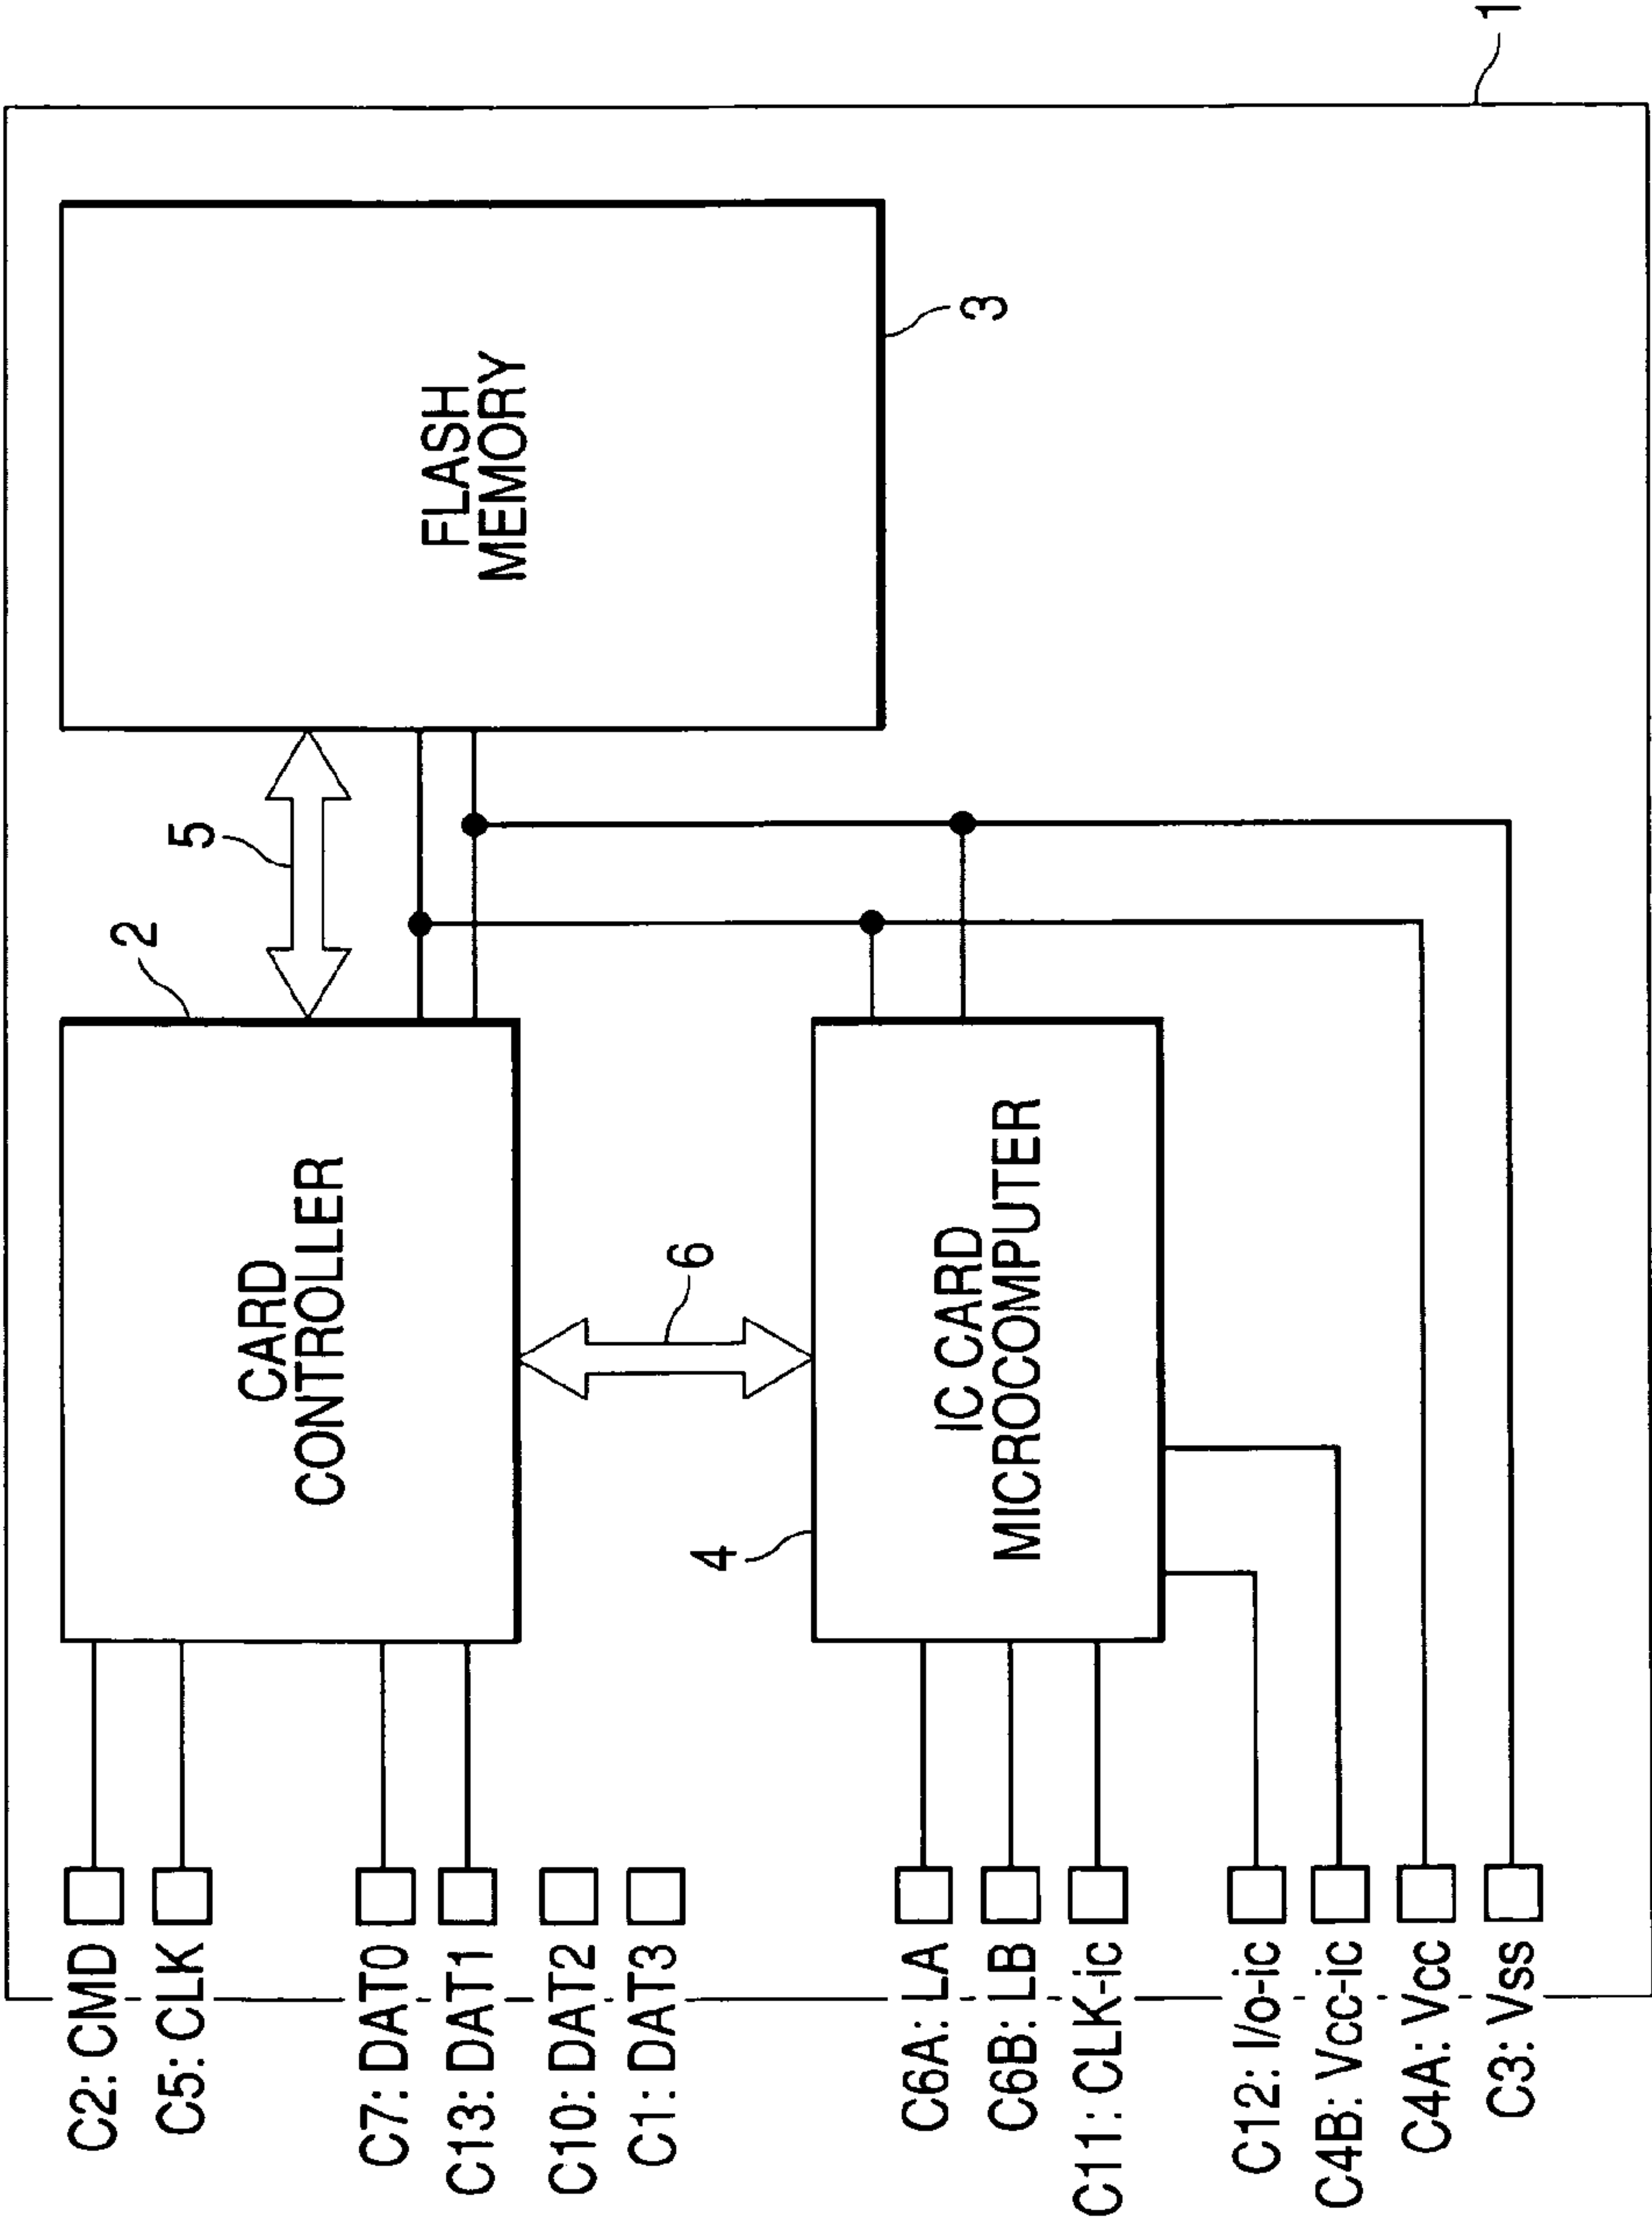 1
C2: CMD
C5: CLK
C7: DAT0
C13: DAT1
C10: DAT2
C1: DAT3
C6A: LA
C6B: LB
C11: CLK-ic
C12: I/o-ic
C4B: Vcc-ic
C4A: Vcc
C3: Vss
2
CARD
CONTROLLER
5
FLASH
MEMORY
3
6
4
IC CARD
MICROCOMPUTER